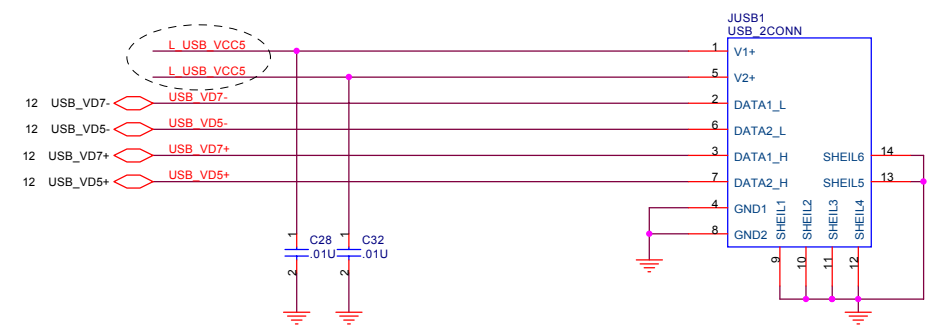 JUSB1
USB_2CONN
L_USB_VCC5
1
V1+
L_USB_VCC5
5
V2+
12 USB_VD7-
USB_VD7-
2
DATA1_L
12 USB_VD5-
USB_VD5-
6
DATA2_L
12 USB_VD7+
USB_VD7+
3
DATA1_H
SHEIL6
14
12 USB_VD5+
USB_VD5+
7
DATA2_H
SHEIL5
13
4
GND1
8
GND2
SHEIL1
SHEIL2
SHEIL3
SHEIL4
9
10
11
12
1
C28
.01U
2
1
C32
.01U
2